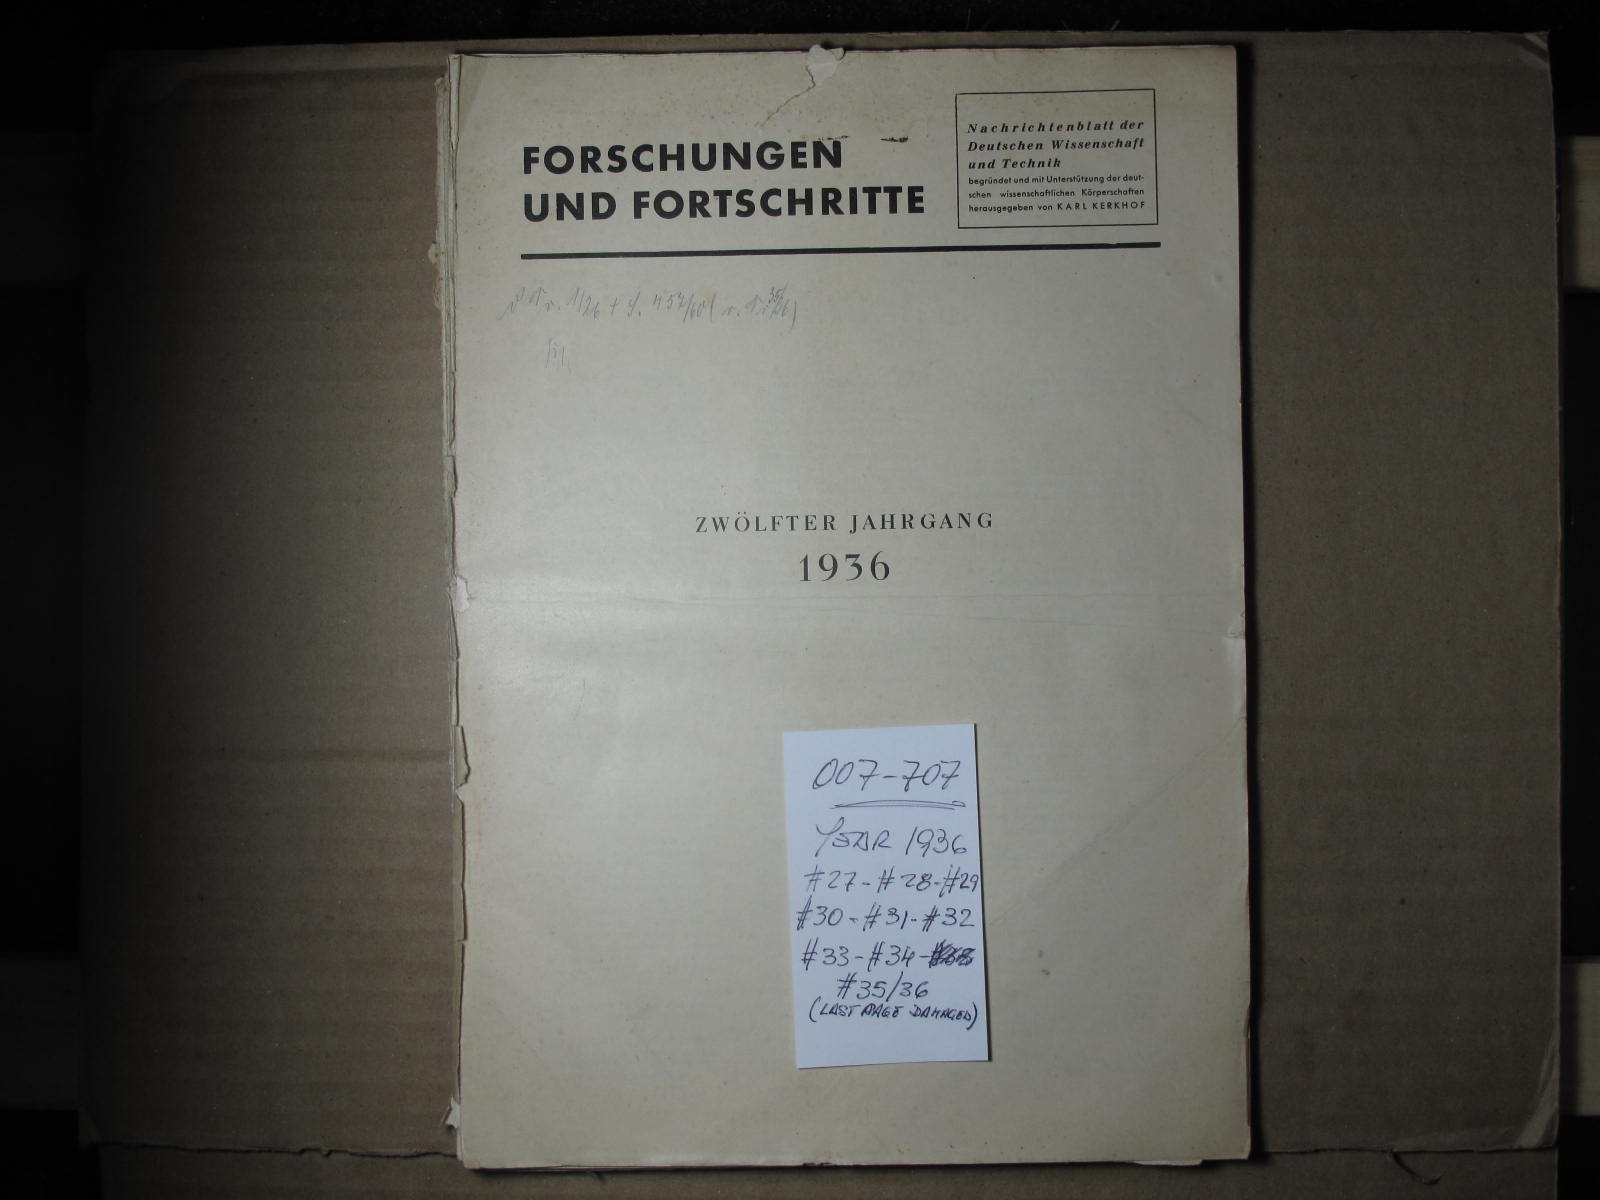 FORSCHUNGEN
UND FORTSCHRITTE
Nachrichtenblatt der
Deutschen Wissenschaft
und Technik
begründet und mit Unterstützung der deut-
schen wissenschaftlichen Körperschaften
herausgegeben von KARL KERKHOF
ZWÖLFTER JAHRGANG
1936
007-707
YEAR 1936
#27-#28-#29
#30-#31-#32
#33-#34-
#35/36
(LAST PAGE DAMAGED)